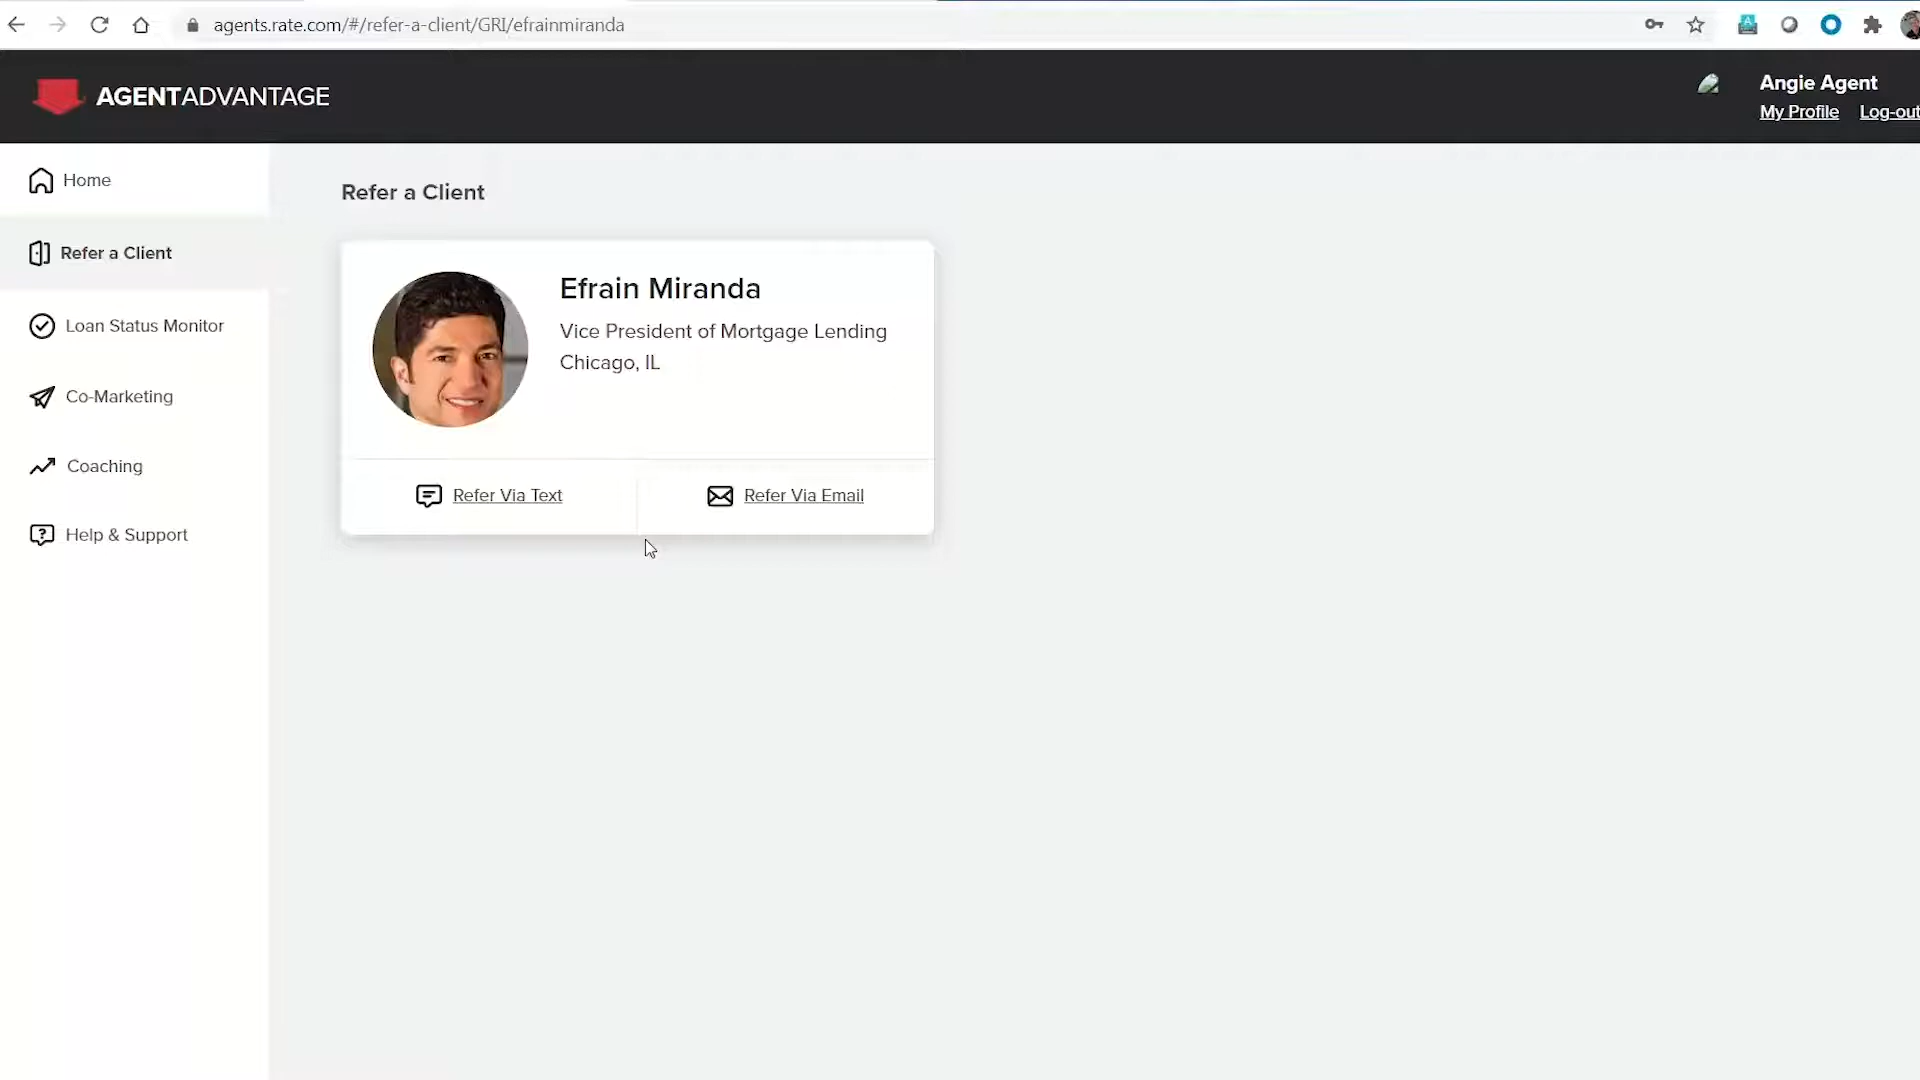 agents.rate.com/#/refer-a-client/GRI/efrainmiranda
AGENTADVANTAGE
Angie Agent
My Profile Log-out
Home
Refer a Client
Loan Status Monitor
Co-Marketing
Coaching
Help & Support
Refer a Client
Efrain Miranda
Vice President of Mortgage Lending
Chicago, IL
Refer Via Text
Refer Via Email